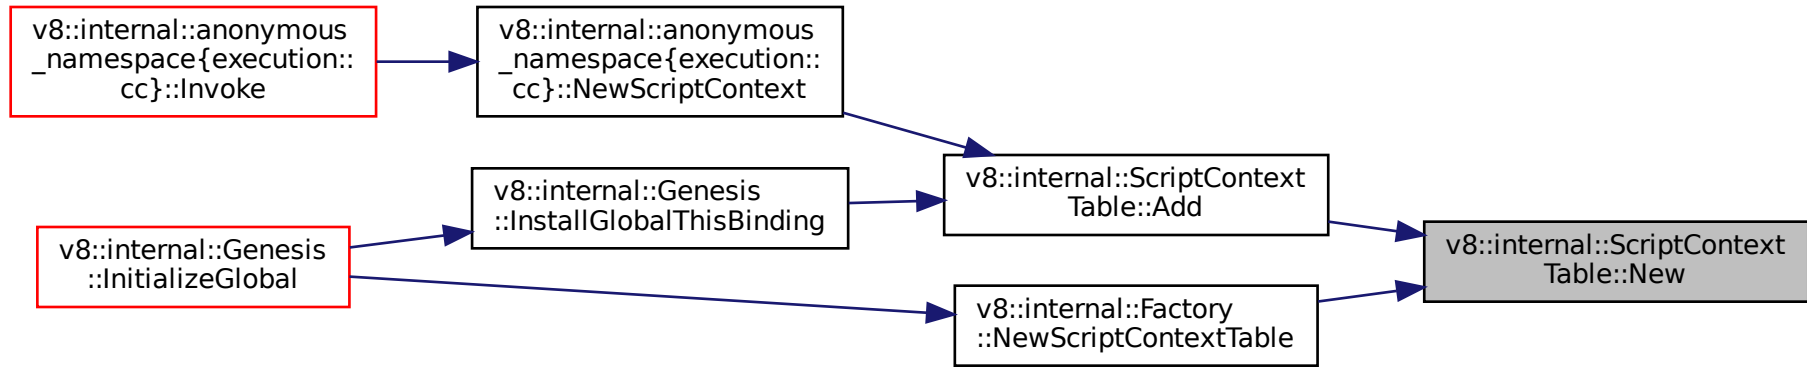 v8::internal::anonymous
_namespace{execution::
cc}::Invoke
v8::internal::anonymous
_namespace{execution::
cc}::NewScriptContext
v8::internal::Genesis
::InitializeGlobal
v8::internal::Genesis
::InstallGlobalThisBinding
v8::internal::ScriptContext
Table::Add
v8::internal::Factory
::NewScriptContextTable
v8::internal::ScriptContext
Table::New